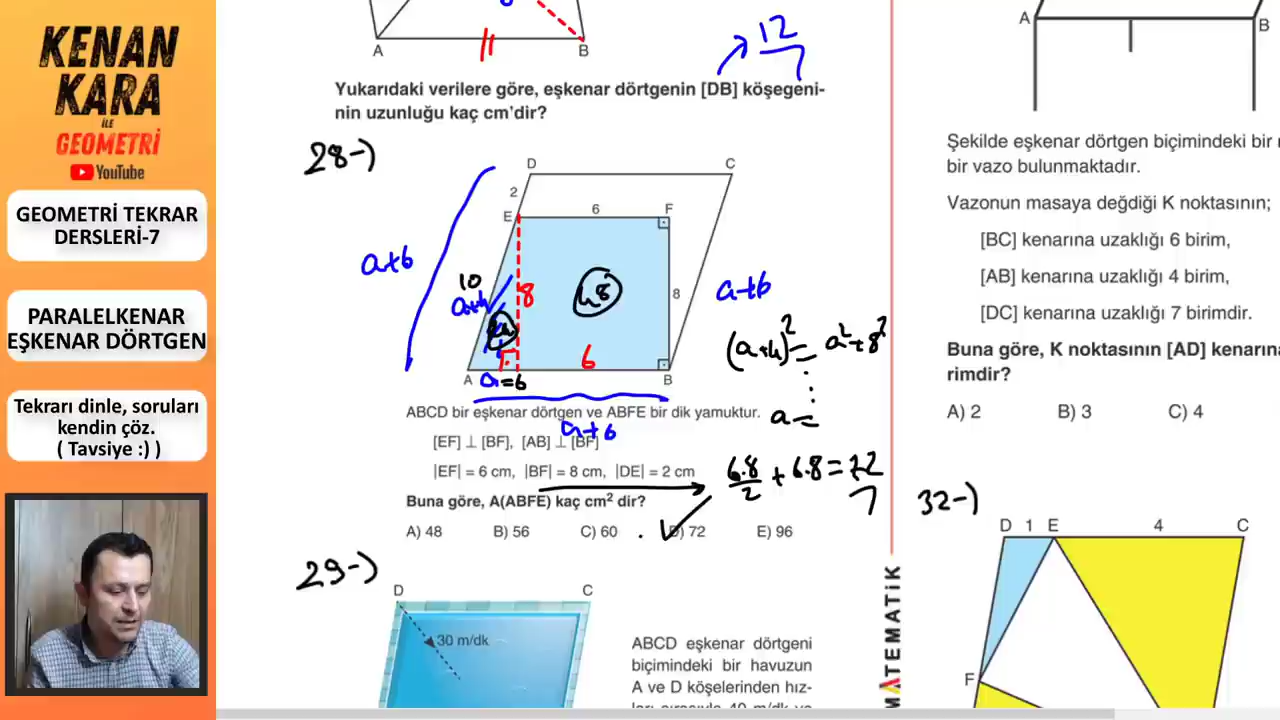 KENAN
KARA
İLE
GEOMETRİ
YouTube
GEOMETRİ TEKRAR
DERSLERİ-7
PARALELKENAR
EŞKENAR DÖRTGEN
Tekrarı dinle, soruları
kendin çöz.
( Tavsiye :) )
A
B
12
Yukarıdaki verilere göre, eşkenar dörtgenin [DB] köşegeni-
nin uzunluğu kaç cm'dir?
28-)
D
C
2
E
6
F
a+6
10
a+4
8
48
8
a+6
24
6
(a+4)² = a²+8²
A
a=6
B
a=
a+6
ABCD bir eşkenar dörtgen ve ABFE bir dik yamuktur.
[EF] ⊥ [BF], [AB] ⊥ [BF]
|EF| = 6 cm, |BF| = 8 cm, |DE| = 2 cm
6.8/2 + 6.8 = 72
Buna göre, A(ABFE) kaç cm² dir?
A) 48 B) 56 C) 60 D) 72 E) 96
29-)
D
C
30 m/dk
ABCD eşkenar dörtgeni
biçimindeki bir havuzun
A ve D köşelerinden hız-
MATEMATİK
A
B
Şekilde eşkenar dörtgen biçimindeki bir
bir vazo bulunmaktadır.
Vazonun masaya değdiği K noktasının;
[BC] kenarına uzaklığı 6 birim,
[AB] kenarına uzaklığı 4 birim,
[DC] kenarına uzaklığı 7 birimdir.
Buna göre, K noktasının [AD] kenarına
rimdir?
A) 2 B) 3 C) 4
32-)
D 1 E 4 C
F